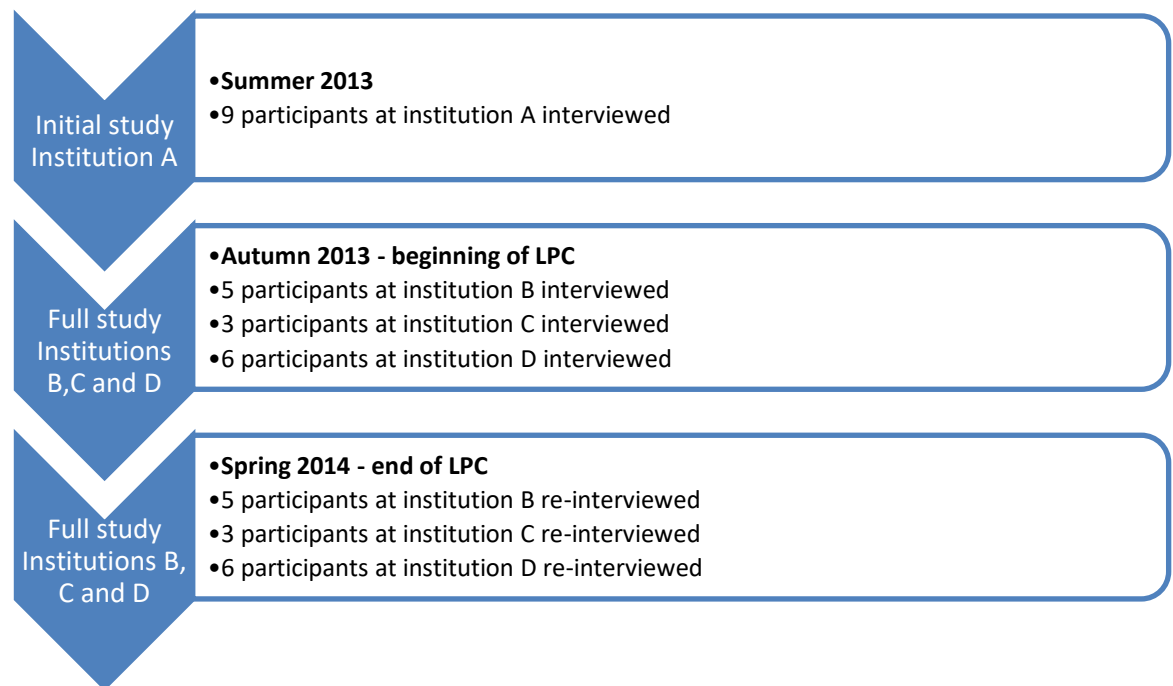 Initial study
Institution A
•Summer 2013
•9 participants at institution A interviewed
Full study
Institutions
B,C and D
•Autumn 2013 - beginning of LPC
•5 participants at institution B interviewed
•3 participants at institution C interviewed
•6 participants at institution D interviewed
Full study
Institutions B,
C and D
•Spring 2014 - end of LPC
•5 participants at institution B re-interviewed
•3 participants at institution C re-interviewed
•6 participants at institution D re-interviewed